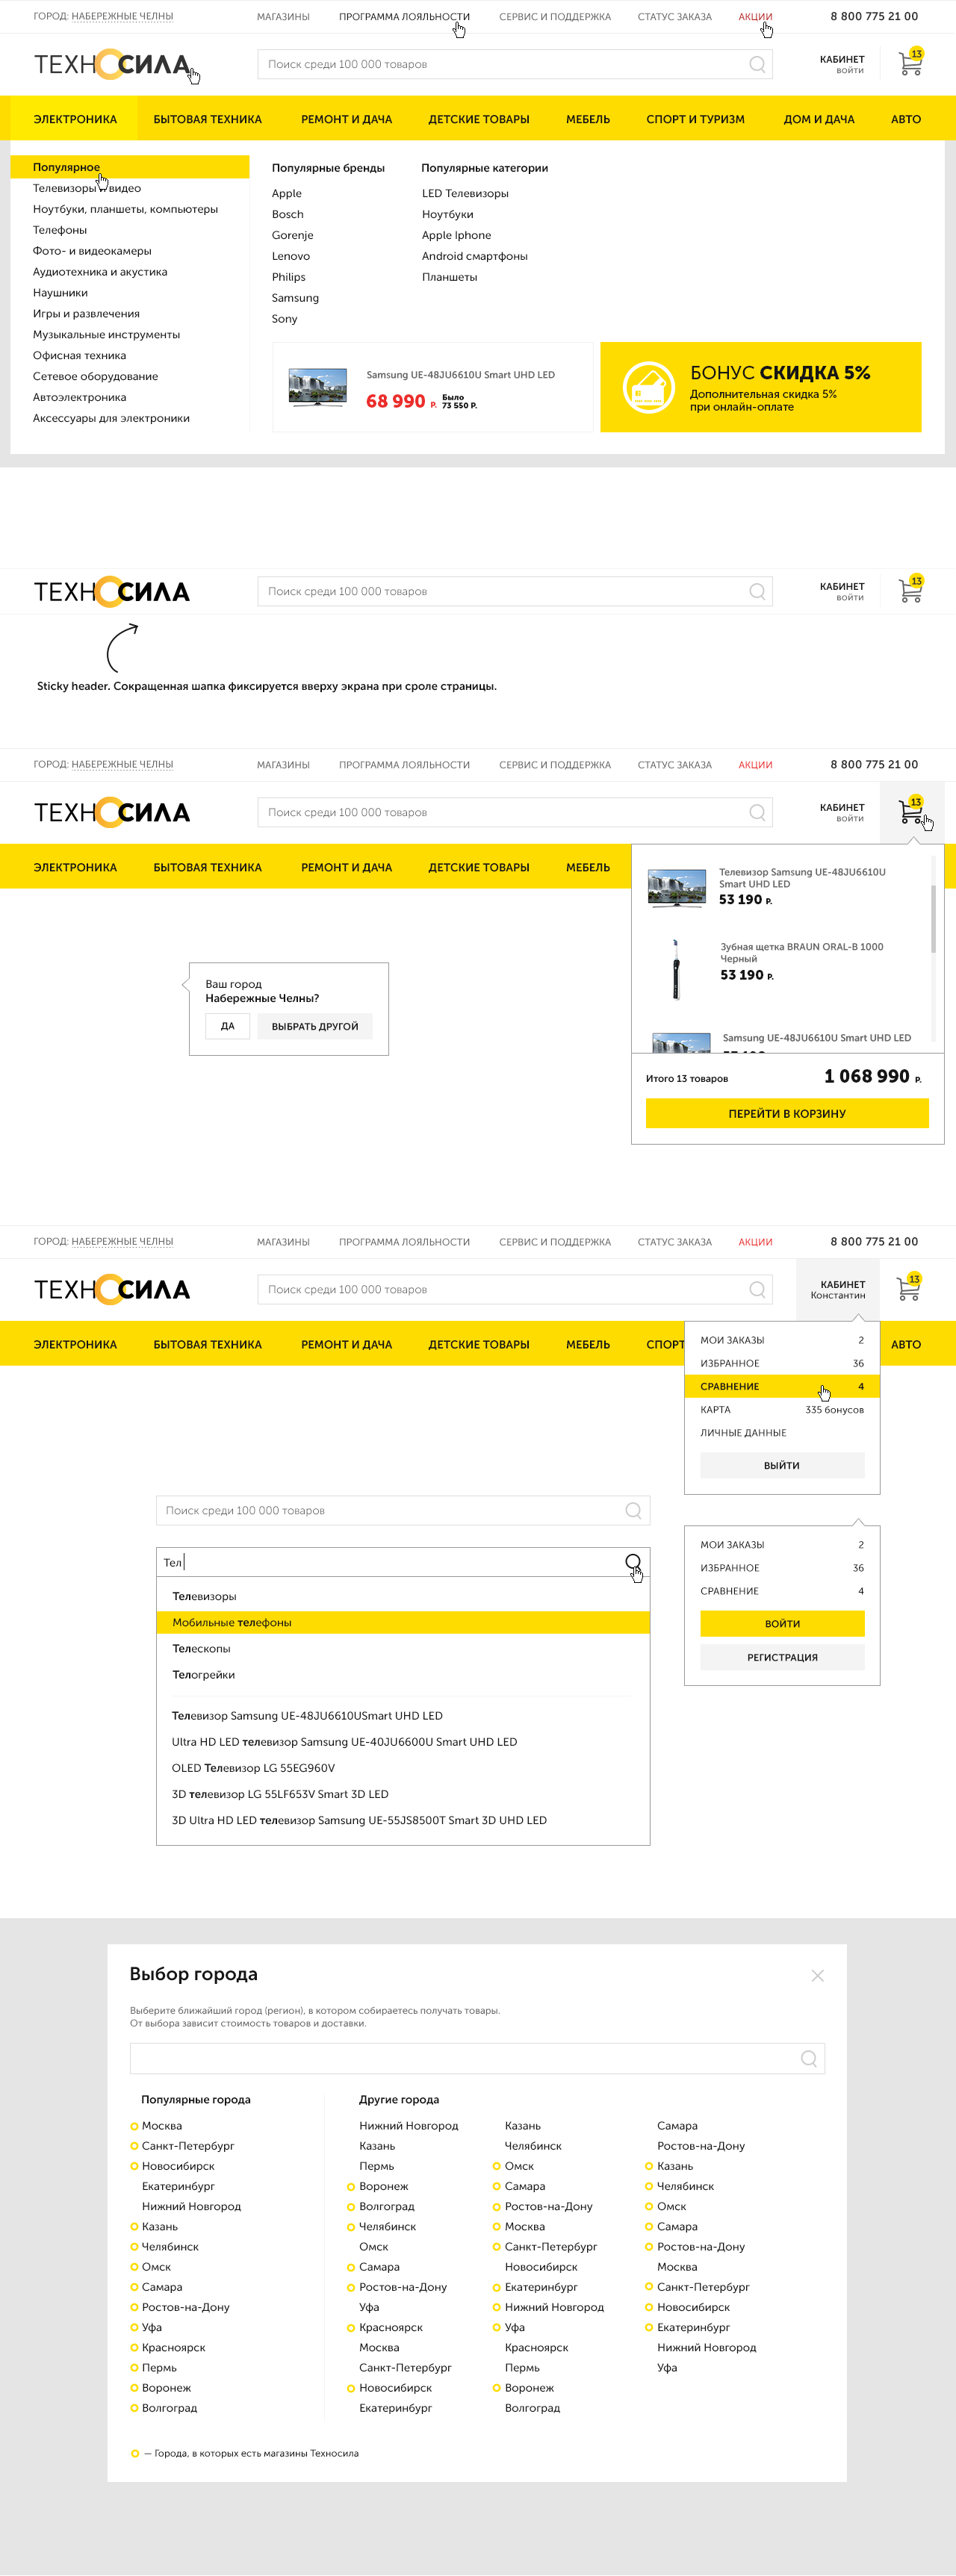 ГОРОД: НАБЕРЕЖНЫЕ ЧЕЛНЫ
МАГАЗИНЫ ПРОГРАММА ЛОЯЛЬНОСТИ СЕРВИС И ПОДДЕРЖКА СТАТУС ЗАКАЗА АКЦИИ
8 800 775 21 00
ТЕХНОСИЛА
Поиск среди 100 000 товаров
КАБИНЕТ
войти
13
ЭЛЕКТРОНИКА БЫТОВАЯ ТЕХНИКА РЕМОНТ И ДАЧА ДЕТСКИЕ ТОВАРЫ МЕБЕЛЬ СПОРТ И ТУРИЗМ ДОМ И ДАЧА АВТО
Популярное
Телевизоры и видео
Ноутбуки, планшеты, компьютеры
Телефоны
Фото- и видеокамеры
Аудиотехника и акустика
Наушники
Игры и развлечения
Музыкальные инструменты
Офисная техника
Сетевое оборудование
Автоэлектроника
Аксессуары для электроники
Популярные бренды
Apple
Bosch
Gorenje
Lenovo
Philips
Samsung
Sony
Популярные категории
LED Телевизоры
Ноутбуки
Apple Iphone
Android смартфоны
Планшеты
Samsung UE-48JU6610U Smart UHD LED
68 990 Р.
Было
73 550 Р.
БОНУС СКИДКА 5%
Дополнительная скидка 5%
при онлайн-оплате
ТЕХНОСИЛА
Поиск среди 100 000 товаров
КАБИНЕТ
войти
13
Sticky header. Сокращенная шапка фиксируется вверху экрана при сроле страницы.
ГОРОД: НАБЕРЕЖНЫЕ ЧЕЛНЫ
МАГАЗИНЫ ПРОГРАММА ЛОЯЛЬНОСТИ СЕРВИС И ПОДДЕРЖКА СТАТУС ЗАКАЗА АКЦИИ
8 800 775 21 00
ТЕХНОСИЛА
Поиск среди 100 000 товаров
КАБИНЕТ
войти
13
ЭЛЕКТРОНИКА БЫТОВАЯ ТЕХНИКА РЕМОНТ И ДАЧА ДЕТСКИЕ ТОВАРЫ МЕБЕЛЬ
Телевизор Samsung UE-48JU6610U
Smart UHD LED
53 190 Р.
Зубная щетка BRAUN ORAL-B 1000
Черный
53 190 Р.
Samsung UE-48JU6610U Smart UHD LED
Итого 13 товаров
1 068 990 Р.
ПЕРЕЙТИ В КОРЗИНУ
Ваш город
Набережные Челны?
ДА
ВЫБРАТЬ ДРУГОЙ
ГОРОД: НАБЕРЕЖНЫЕ ЧЕЛНЫ
МАГАЗИНЫ ПРОГРАММА ЛОЯЛЬНОСТИ СЕРВИС И ПОДДЕРЖКА СТАТУС ЗАКАЗА АКЦИИ
8 800 775 21 00
ТЕХНОСИЛА
Поиск среди 100 000 товаров
КАБИНЕТ
Константин
13
ЭЛЕКТРОНИКА БЫТОВАЯ ТЕХНИКА РЕМОНТ И ДАЧА ДЕТСКИЕ ТОВАРЫ МЕБЕЛЬ СПОРТ АВТО
МОИ ЗАКАЗЫ 2
ИЗБРАННОЕ 36
СРАВНЕНИЕ 4
КАРТА 335 бонусов
ЛИЧНЫЕ ДАННЫЕ
ВЫЙТИ
МОИ ЗАКАЗЫ 2
ИЗБРАННОЕ 36
СРАВНЕНИЕ 4
ВОЙТИ
РЕГИСТРАЦИЯ
Поиск среди 100 000 товаров
Тел
Телевизоры
Мобильные телефоны
Телескопы
Телогрейки
Телевизор Samsung UE-48JU6610USmart UHD LED
Ultra HD LED телевизор Samsung UE-40JU6600U Smart UHD LED
OLED Телевизор LG 55EG960V
3D телевизор LG 55LF653V Smart 3D LED
3D Ultra HD LED телевизор Samsung UE-55JS8500T Smart 3D UHD LED
Выбор города
Выберите ближайший город (регион), в котором собираетесь получать товары.
От выбора зависит стоимость товаров и доставки.
Популярные города
Москва
Санкт-Петербург
Новосибирск
Екатеринбург
Нижний Новгород
Казань
Челябинск
Омск
Самара
Ростов-на-Дону
Уфа
Красноярск
Пермь
Воронеж
Волгоград
Другие города
Нижний Новгород
Казань
Пермь
Воронеж
Волгоград
Челябинск
Омск
Самара
Ростов-на-Дону
Уфа
Красноярск
Москва
Санкт-Петербург
Новосибирск
Екатеринбург
Казань
Челябинск
Омск
Самара
Ростов-на-Дону
Москва
Санкт-Петербург
Новосибирск
Екатеринбург
Нижний Новгород
Уфа
Красноярск
Пермь
Воронеж
Волгоград
Самара
Ростов-на-Дону
Казань
Челябинск
Омск
Самара
Ростов-на-Дону
Москва
Санкт-Петербург
Новосибирск
Екатеринбург
Нижний Новгород
Уфа
— Города, в которых есть магазины Техносила